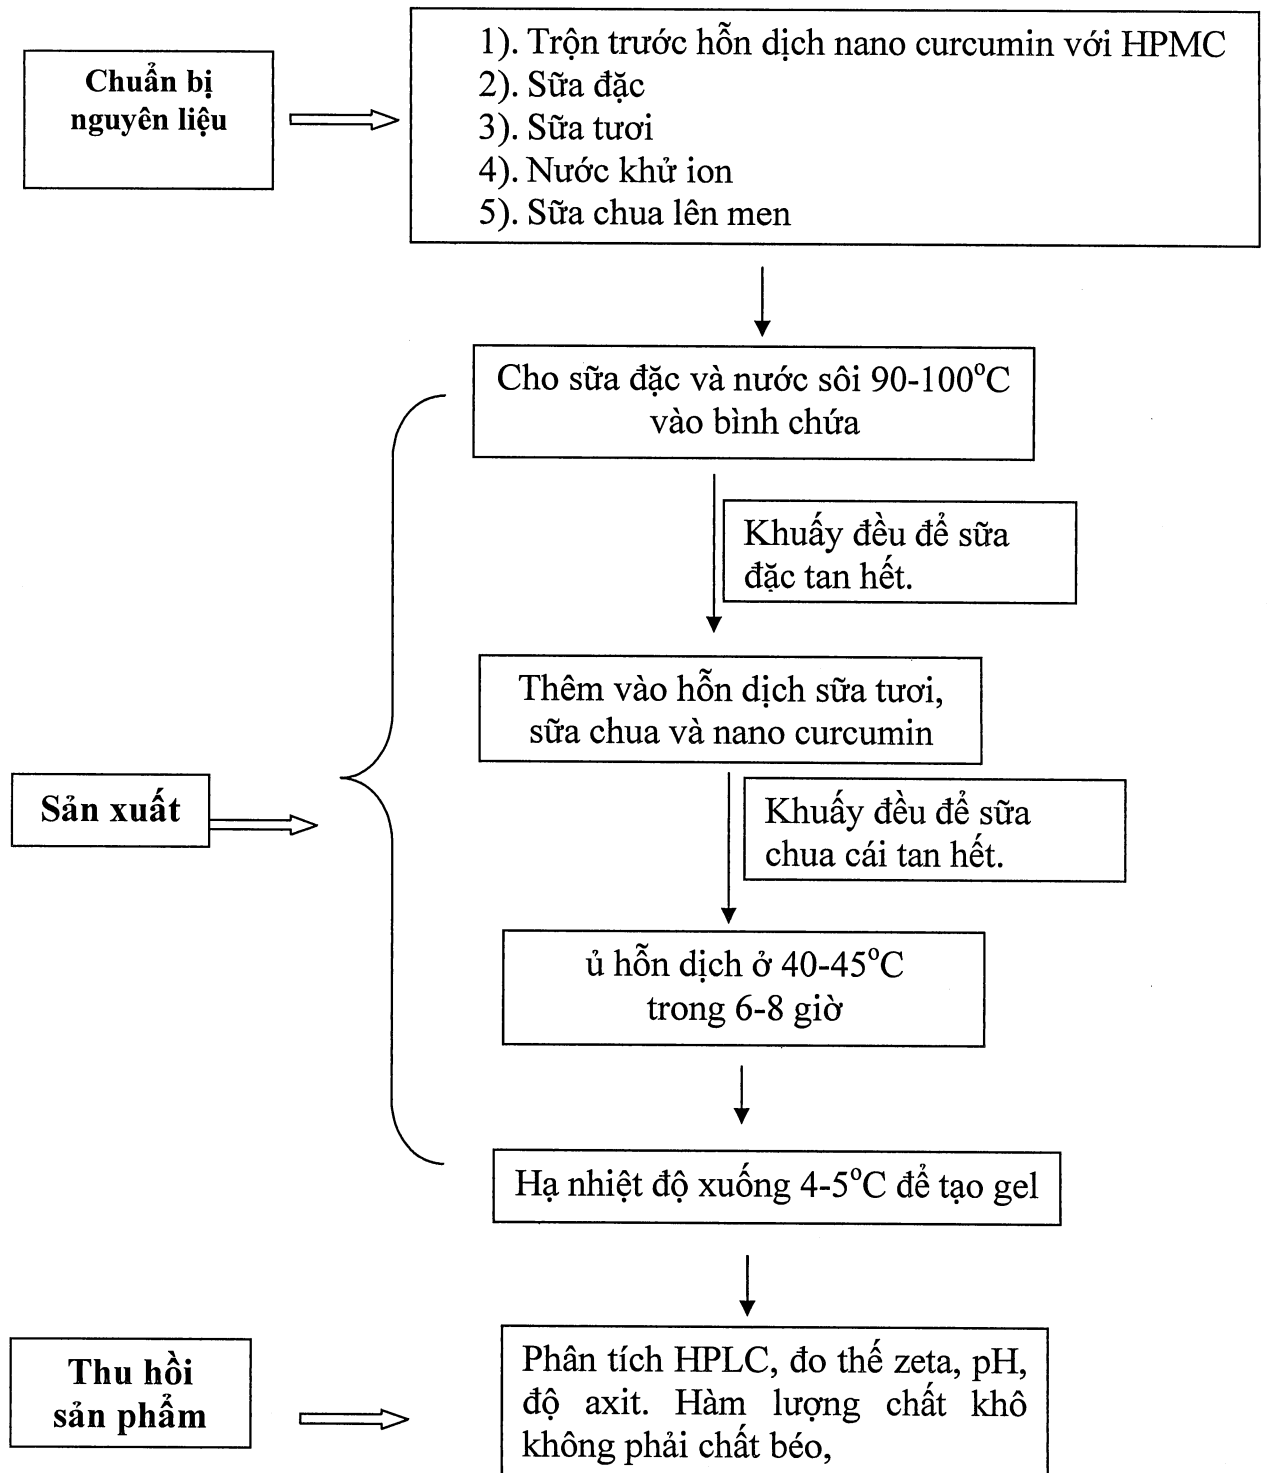 Chuẩn bị
nguyên liệu
1). Trộn trước hỗn dịch nano curcumin với HPMC
2). Sữa đặc
3). Sữa tươi
4). Nước khử ion
5). Sữa chua lên men
Cho sữa đặc và nước sôi 90-100°C
vào bình chứa
Khuấy đều để sữa
đặc tan hết.
Thêm vào hỗn dịch sữa tươi,
sữa chua và nano curcumin
Sản xuất
Khuấy đều để sữa
chua cái tan hết.
ủ hỗn dịch ở 40-45°C
trong 6-8 giờ
Hạ nhiệt độ xuống 4-5°C để tạo gel
Thu hồi
sản phẩm
Phân tích HPLC, đo thế zeta, pH,
độ axit. Hàm lượng chất khô
không phải chất béo,